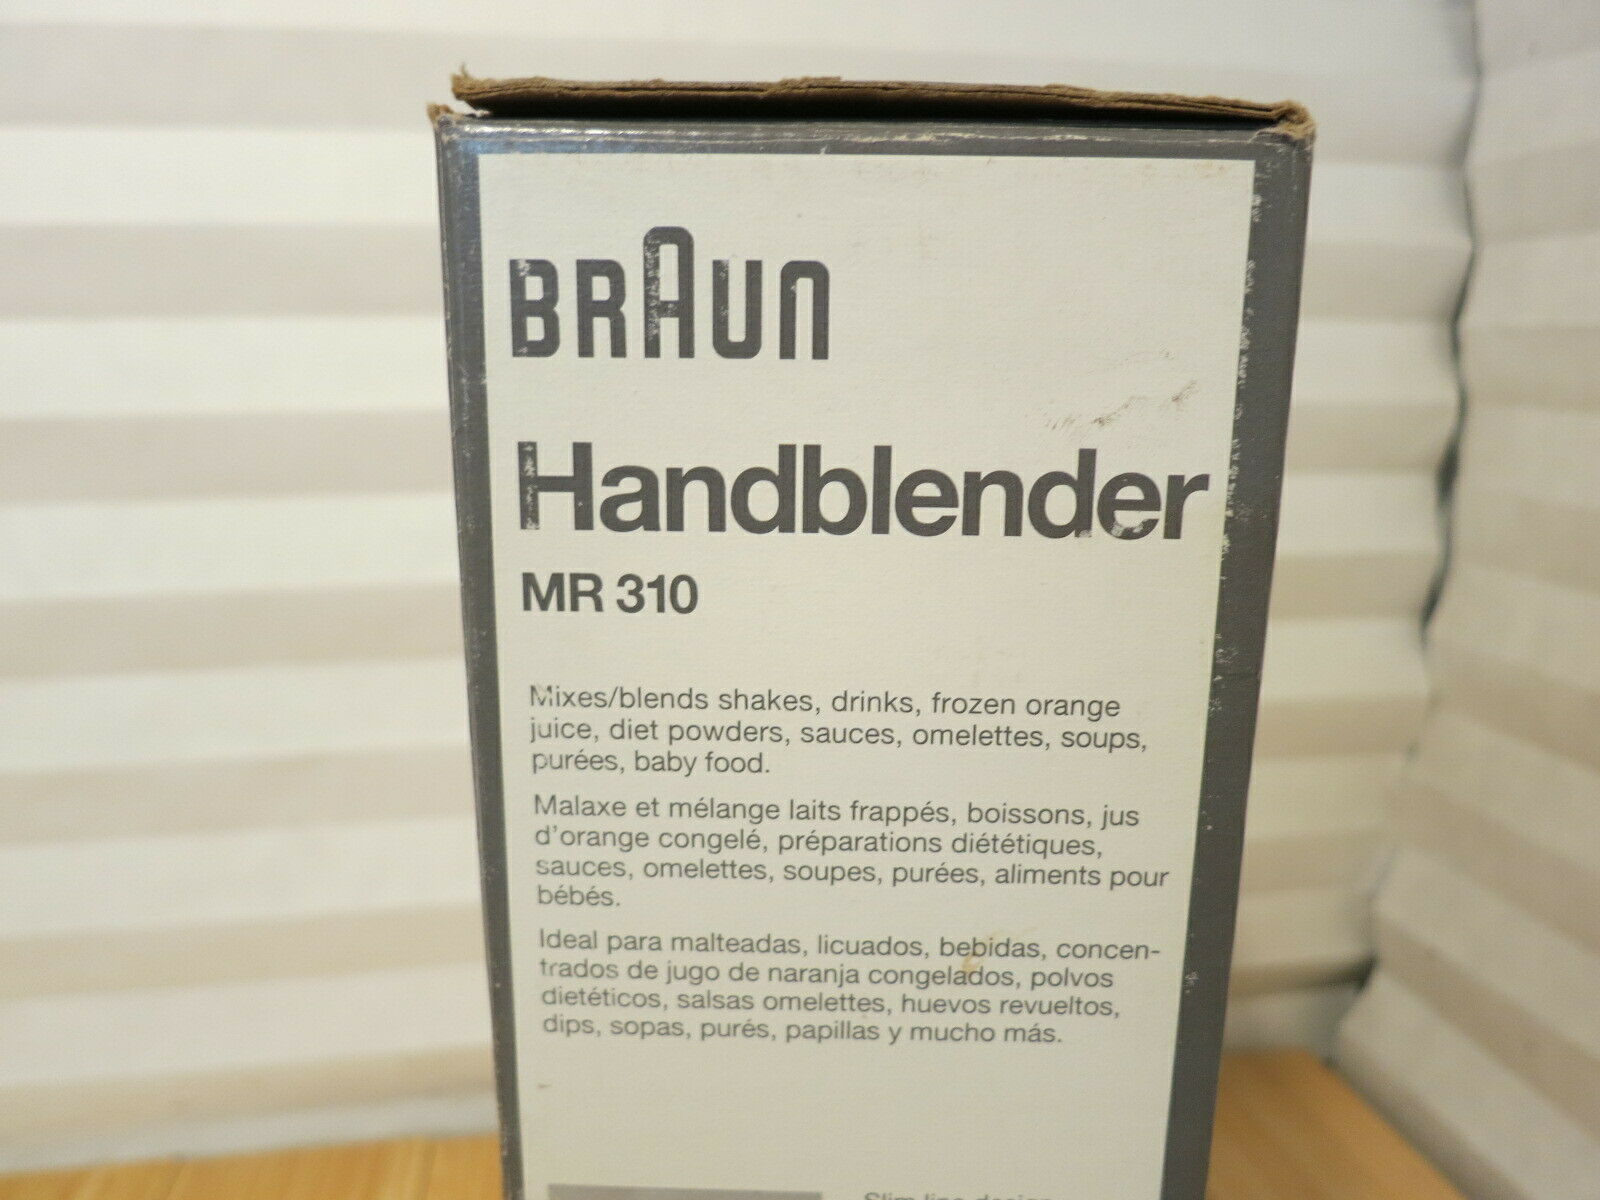 BRAUN
Handblender
MR 310
Mixes/blends shakes, drinks, frozen orange
juice, diet powders, sauces, omelettes, soups,
purées, baby food.
Malaxe et mélange laits frappés, boissons, jus
d'orange congelé, préparations diététiques,
sauces, omelettes, soupes, purées, aliments pour
bébés.
Ideal para malteadas, licuados, bebidas, concen-
trados de jugo de naranja congelados, polvos
dietéticos, salsas omelettes, huevos revueltos,
dips, sopas, purés, papillas y mucho más.
Slim line design